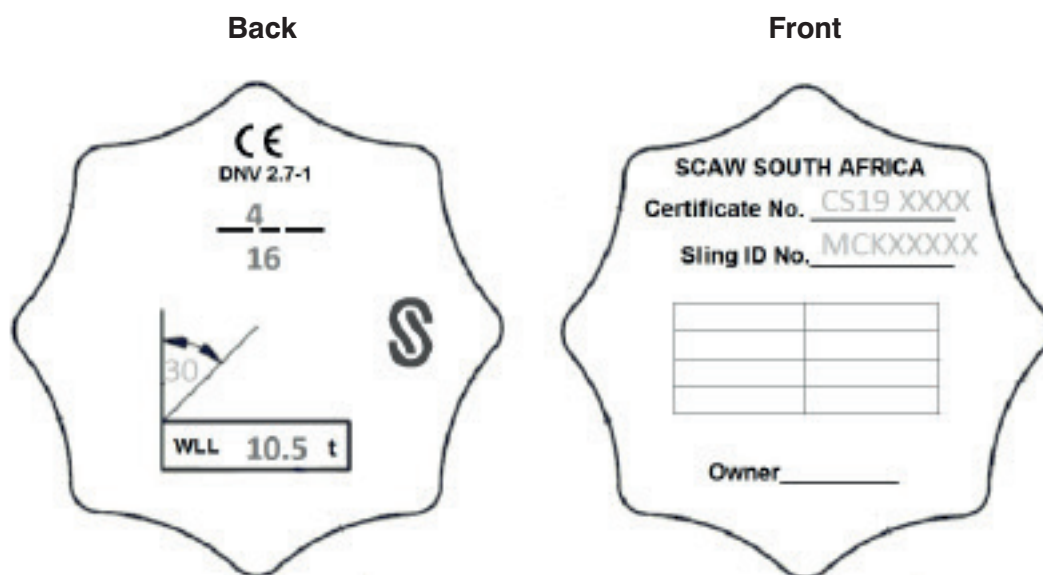 Back
CE
DNV 2.7-1
4
16
30
WLL 10.5 t
Front
SCAW SOUTH AFRICA
Certificate No. CS19 XXXX
Sling ID No. MCKXXXXX
Owner